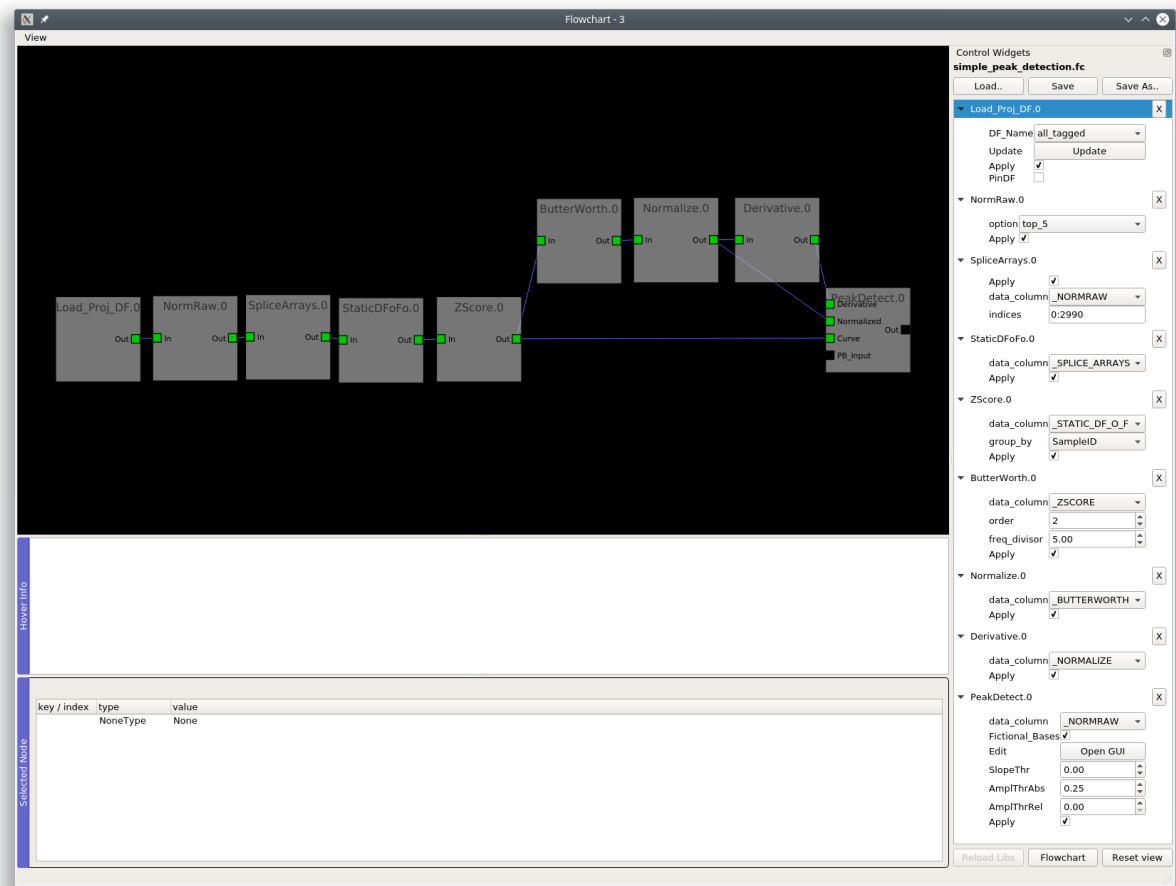 Flowchart - 3
View
Control Widgets
simple_peak_detection.fc
Load.. Save Save As..
Load_Proj_DF.0 X
DF_Name all_tagged
Update Update
Apply
PinDF
NormRaw.0 X
option top_5
Apply
SpliceArrays.0 X
Apply
data_column _NORMRAW
indices 0:2990
StaticDFoFo.0 X
data_column _SPLICE_ARRAYS
Apply
ZScore.0 X
data_column _STATIC_DF_O_F
group_by SampleID
Apply
ButterWorth.0 X
data_column _ZSCORE
order 2
freq_divisor 5.00
Apply
Normalize.0 X
data_column _BUTTERWORTH
Apply
Derivative.0 X
data_column _NORMALIZE
Apply
PeakDetect.0 X
data_column _NORMRAW
Fictional_Bases
Edit Open GUI
SlopeThr 0.00
AmplThrAbs 0.25
AmplThrRel 0.00
Apply
Reload Libs Flowchart Reset view
ButterWorth.0 Normalize.0 Derivative.0
In Out In Out In Out
Load_Proj_DF.0 NormRaw.0 SpliceArrays.0 StaticDFoFo.0 ZScore.0 PeakDetect.0
Out In Out In Out In Out In Out
Derivative
Normalized
Out
Curve
PB_Input
Hover Info
Selected Node
key / index type value
NoneType None